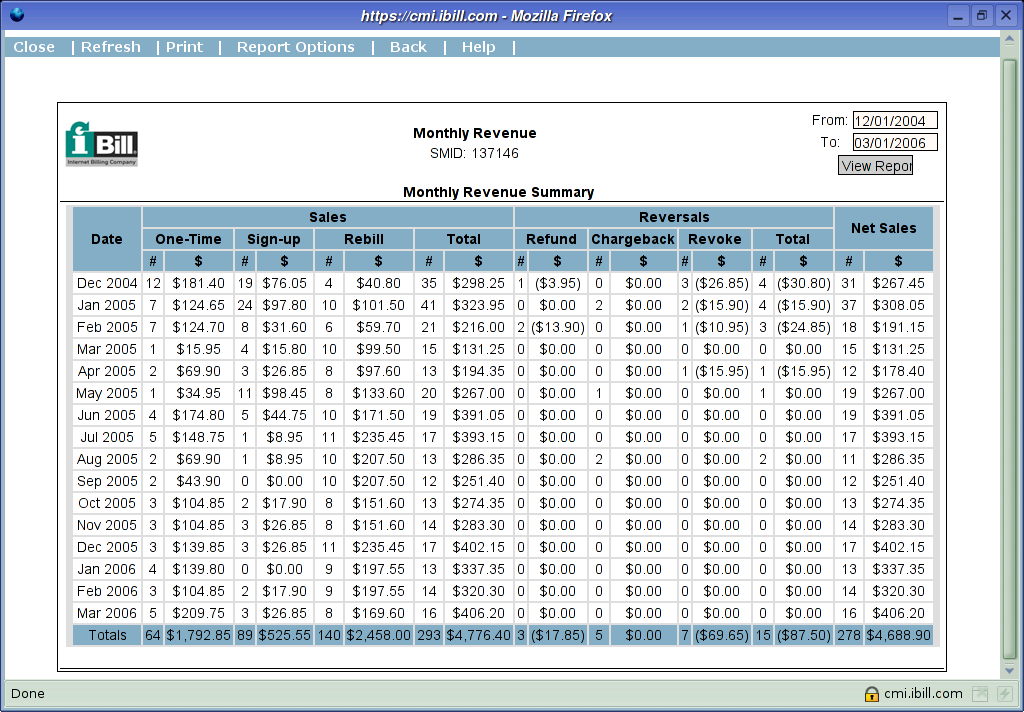 https://cmi.ibill.com - Mozilla Firefox
Close | Refresh | Print | Report Options | Back | Help |
iBill
Internet Billing Company
Monthly Revenue
SMID: 137146
From: 12/01/2004
To: 03/01/2006
View Repor
Monthly Revenue Summary
Date Sales Reversals Net Sales
One-Time Sign-up Rebill Total Refund Chargeback Revoke Total
# $ # $ # $ # $ # $ # $ # $ # $ # $
Dec 2004 12 $181.40 19 $76.05 4 $40.80 35 $298.25 1 ($3.95) 0 $0.00 3 ($26.85) 4 ($30.80) 31 $267.45
Jan 2005 7 $124.65 24 $97.80 10 $101.50 41 $323.95 0 $0.00 2 $0.00 2 ($15.90) 4 ($15.90) 37 $308.05
Feb 2005 7 $124.70 8 $31.60 6 $59.70 21 $216.00 2 ($13.90) 0 $0.00 1 ($10.95) 3 ($24.85) 18 $191.15
Mar 2005 1 $15.95 4 $15.80 10 $99.50 15 $131.25 0 $0.00 0 $0.00 0 $0.00 0 $0.00 15 $131.25
Apr 2005 2 $69.90 3 $26.85 8 $97.60 13 $194.35 0 $0.00 0 $0.00 1 ($15.95) 1 ($15.95) 12 $178.40
May 2005 1 $34.95 11 $98.45 8 $133.60 20 $267.00 0 $0.00 1 $0.00 0 $0.00 1 $0.00 19 $267.00
Jun 2005 4 $174.80 5 $44.75 10 $171.50 19 $391.05 0 $0.00 0 $0.00 0 $0.00 0 $0.00 19 $391.05
Jul 2005 5 $148.75 1 $8.95 11 $235.45 17 $393.15 0 $0.00 0 $0.00 0 $0.00 0 $0.00 17 $393.15
Aug 2005 2 $69.90 1 $8.95 10 $207.50 13 $286.35 0 $0.00 2 $0.00 0 $0.00 2 $0.00 11 $286.35
Sep 2005 2 $43.90 0 $0.00 10 $207.50 12 $251.40 0 $0.00 0 $0.00 0 $0.00 0 $0.00 12 $251.40
Oct 2005 3 $104.85 2 $17.90 8 $151.60 13 $274.35 0 $0.00 0 $0.00 0 $0.00 0 $0.00 13 $274.35
Nov 2005 3 $104.85 3 $26.85 8 $151.60 14 $283.30 0 $0.00 0 $0.00 0 $0.00 0 $0.00 14 $283.30
Dec 2005 3 $139.85 3 $26.85 11 $235.45 17 $402.15 0 $0.00 0 $0.00 0 $0.00 0 $0.00 17 $402.15
Jan 2006 4 $139.80 0 $0.00 9 $197.55 13 $337.35 0 $0.00 0 $0.00 0 $0.00 0 $0.00 13 $337.35
Feb 2006 3 $104.85 2 $17.90 9 $197.55 14 $320.30 0 $0.00 0 $0.00 0 $0.00 0 $0.00 14 $320.30
Mar 2006 5 $209.75 3 $26.85 8 $169.60 16 $406.20 0 $0.00 0 $0.00 0 $0.00 0 $0.00 16 $406.20
Totals 64 $1,792.85 89 $525.55 140 $2,458.00 293 $4,776.40 3 ($17.85) 5 $0.00 7 ($69.65) 15 ($87.50) 278 $4,688.90
Done cmi.ibill.com